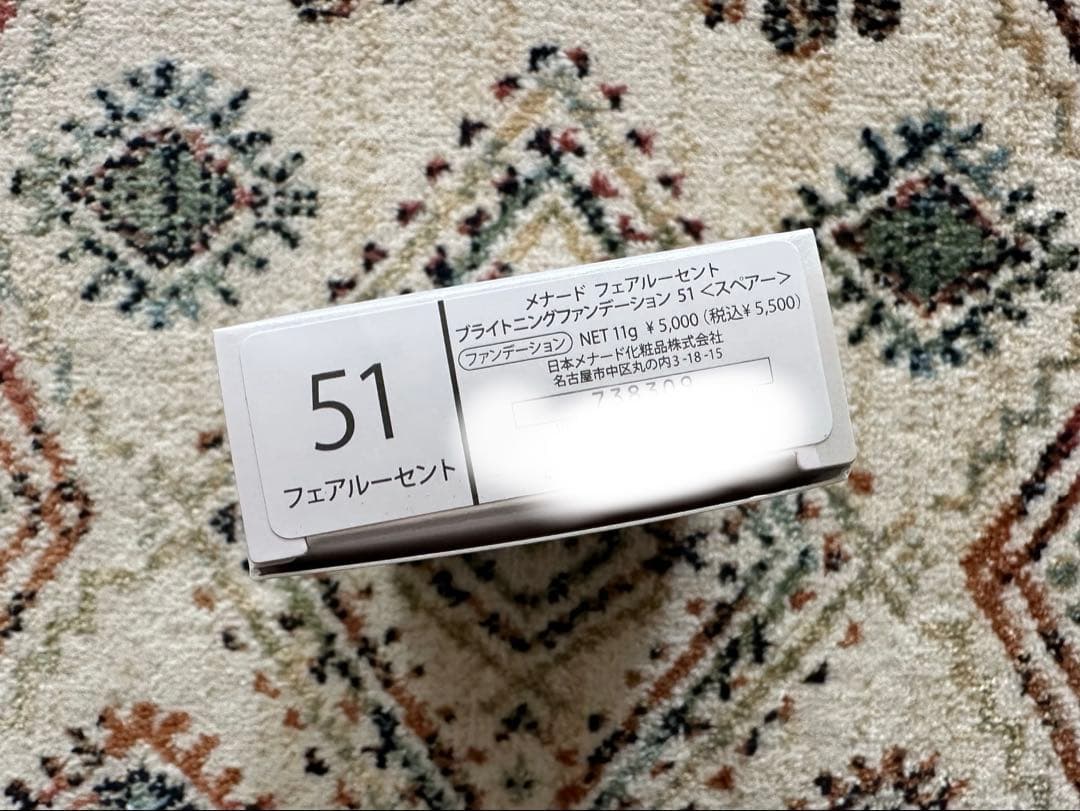 51
フェアルーセント
メナード フェアルーセント
ブライトニングファンデーション 51 <スペアー>
ファンデーション NET 11g ¥5,000 (税込¥5,500)
日本メナード化粧品株式会社
名古屋市中区丸の内3-18-15